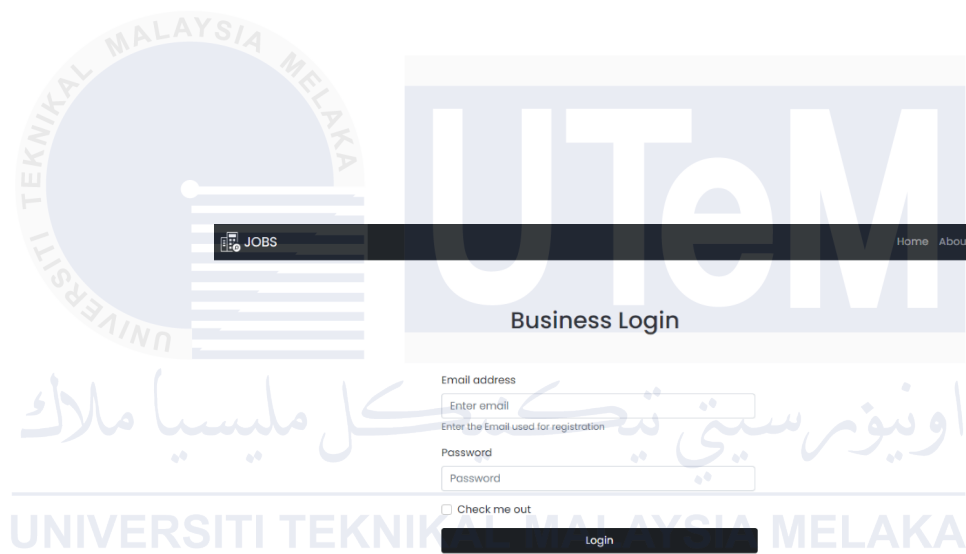 UNIVERSITI TEKNIKAL MALAYSIA MELAKA
UTeM
JOBS
Home Abou
Business Login
Email address
Enter email
Enter the Email used for registration
اونيۏرسيتي تيكنيكل مليسيا ملاك
Password
Password
Check me out
Login
UNIVERSITI TEKNIKAL MALAYSIA MELAKA